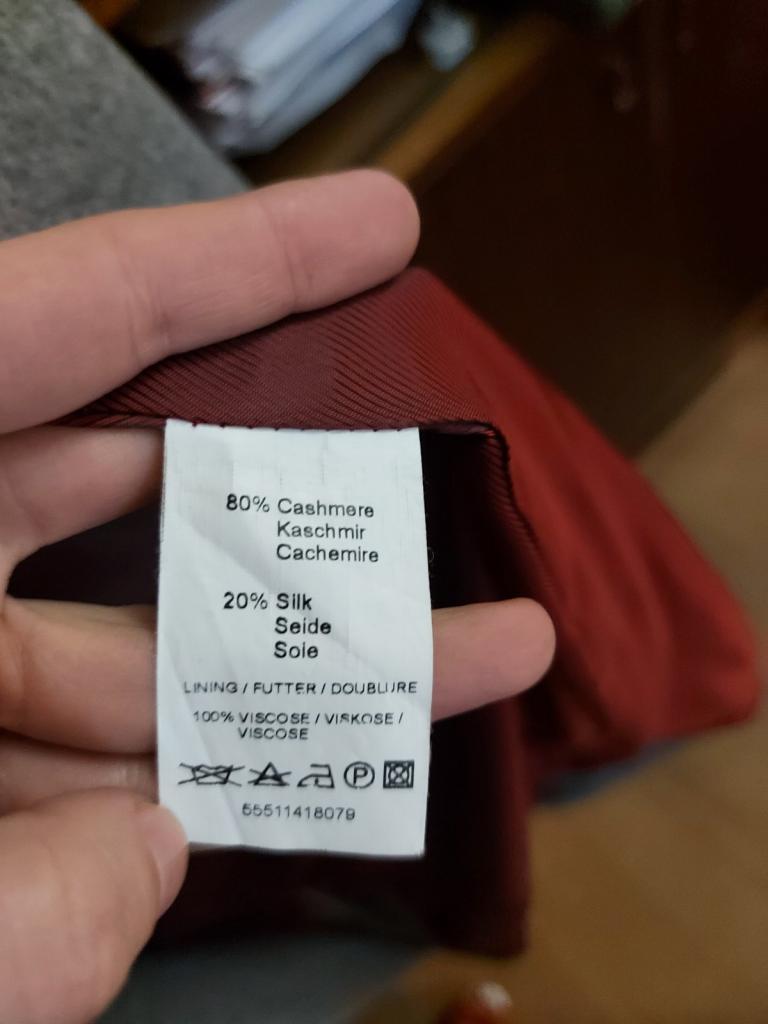 80% Cashmere
Kaschmir
Cachemire
20% Silk
Seide
Soie
LINING / FUTTER / DOUBLURE
100% VISCOSE / VISKOSE /
VISCOSE
P
55511418079